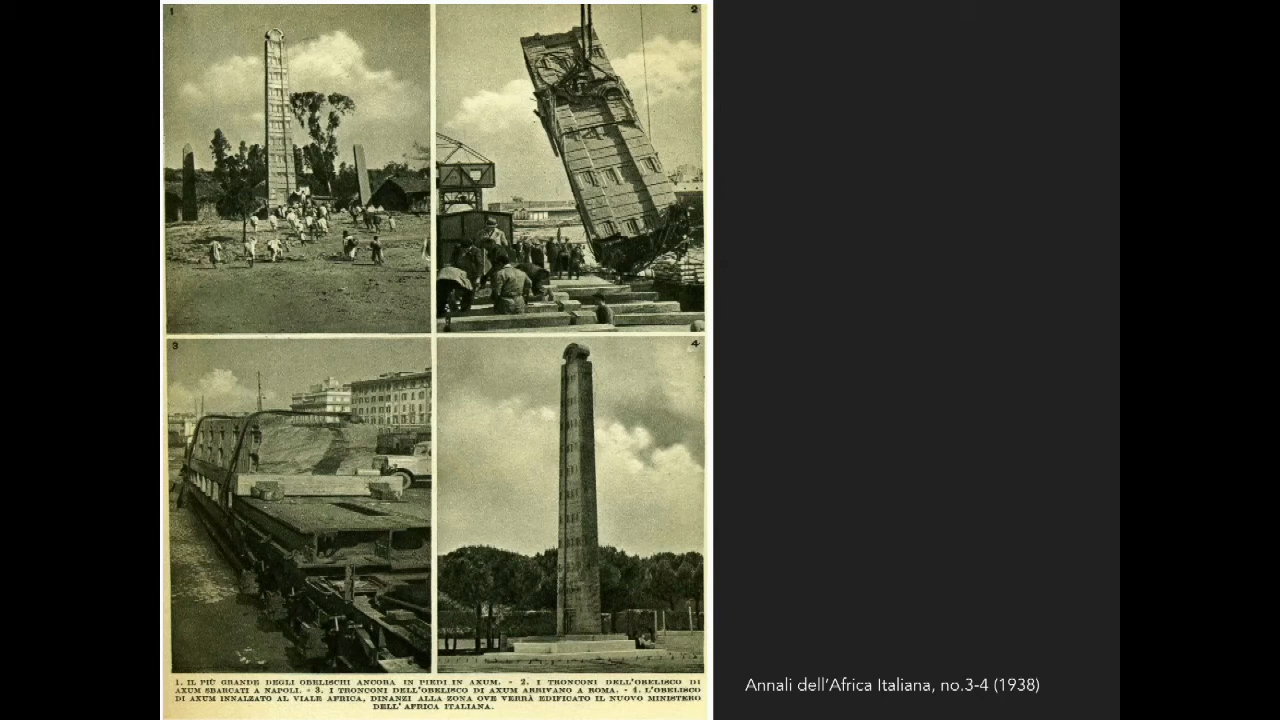 1
2
3
4
1. IL PIÙ GRANDE DEGLI OBELISCHI ANCORA IN PIEDI IN AXUM. - 2. I TRONCONI DELL'OBELISCO DI
AXUM SBARCATI A NAPOLI. - 3. I TRONCONI DELL'OBELISCO DI AXUM ARRIVANO A ROMA. - 4. L'OBELISCO
DI AXUM INNALZATO AL VIALE AFRICA, DINANZI ALLA ZONA OVE VERRÀ EDIFICATO IL NUOVO MINISTERO
DELL'AFRICA ITALIANA.
Annali dell'Africa Italiana, no.3-4 (1938)